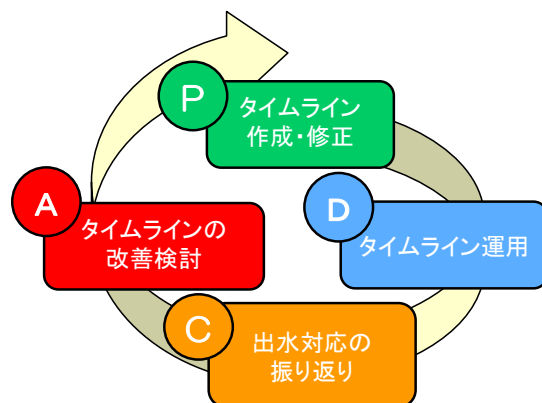 P
タイムライン
作成・修正
D
タイムライン運用
C
出水対応の
振り返り
A
タイムラインの
改善検討